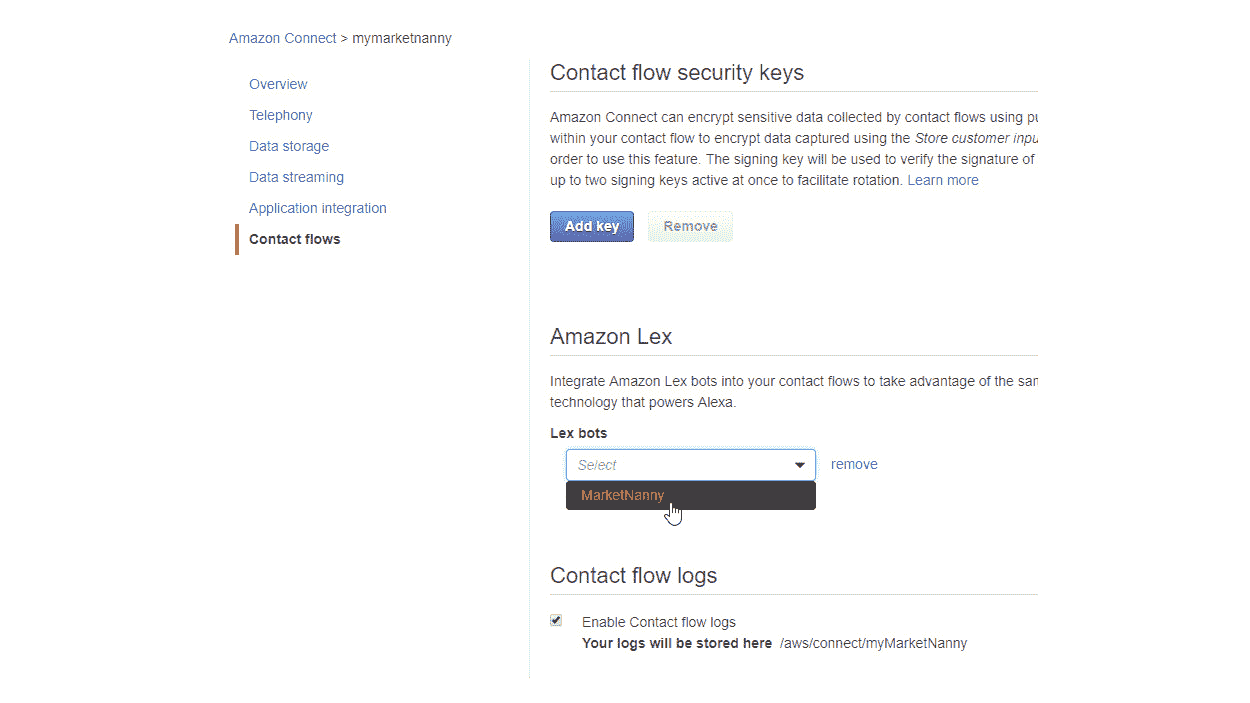 Amazon Connect > mymarketnanny
Overview
Telephony
Data storage
Data streaming
Application integration
Contact flows
Contact flow security keys
Amazon Connect can encrypt sensitive data collected by contact flows using
within your contact flow to encrypt data captured using the Store customer
order to use this feature. The signing key will be used to verify the signature of
up to two signing keys active at once to facilitate rotation. Learn more
Add key
Remove
Amazon Lex
Integrate Amazon Lex bots into your contact flows to take advantage of the
technology that powers Alexa.
Lex bots
Select
remove
MarketNanny
Contact flow logs
Enable Contact flow logs
Your logs will be stored here /aws/connect/myMarketNanny